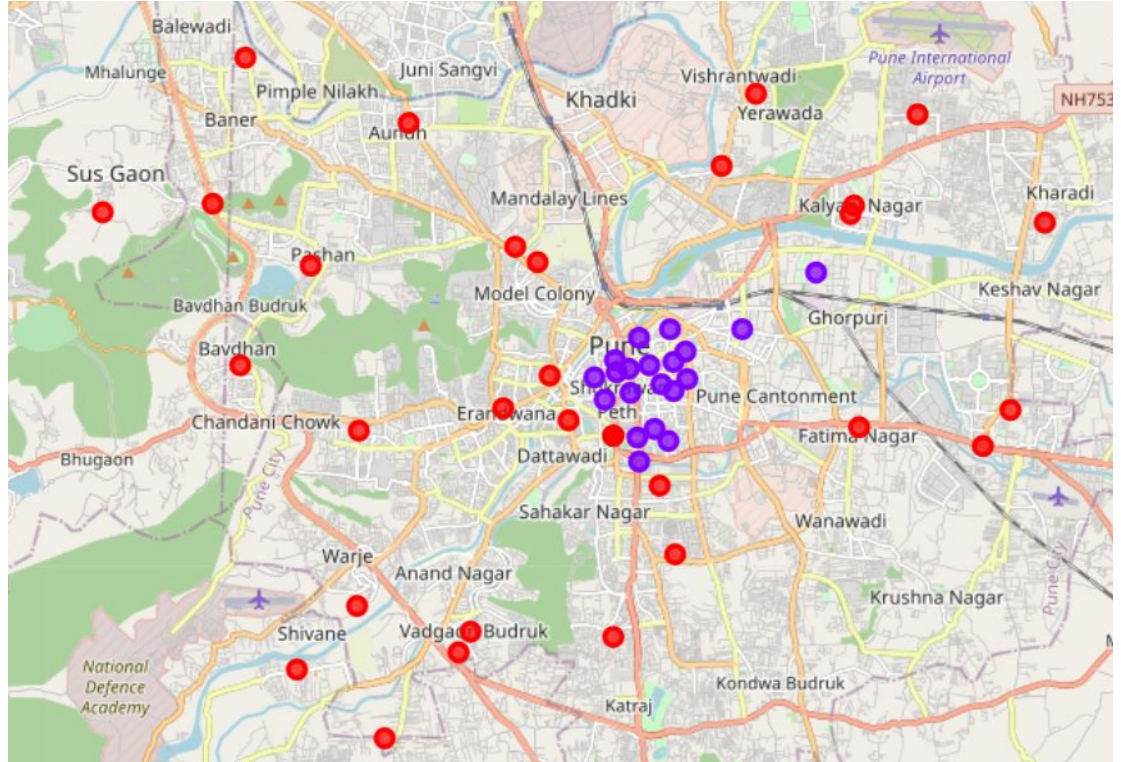 Balewadi
Juni Sangvi
Mhalunge
Pimple Nilakh
Baner
Aundh
Khadki
Vishrantwadi
Yerawada
Pune International
Airport
NH753
Sus Gaon
Mandalay Lines
Kalyani Nagar
Kharadi
Pashan
Bavdhan Budruk
Model Colony
Keshav Nagar
Ghorpuri
Bavdhan
Pune
Peth
Pune Cantonment
Erandwana
Chandani Chowk
Fatima Nagar
Bhugaon
Dattawadi
Pune City
Sahakar Nagar
Wanawadi
Warje
Anand Nagar
Pune City
Krushna Nagar
Shivane
Vadgaon Budruk
National
Defence
Academy
Kondwa Budruk
Katraj